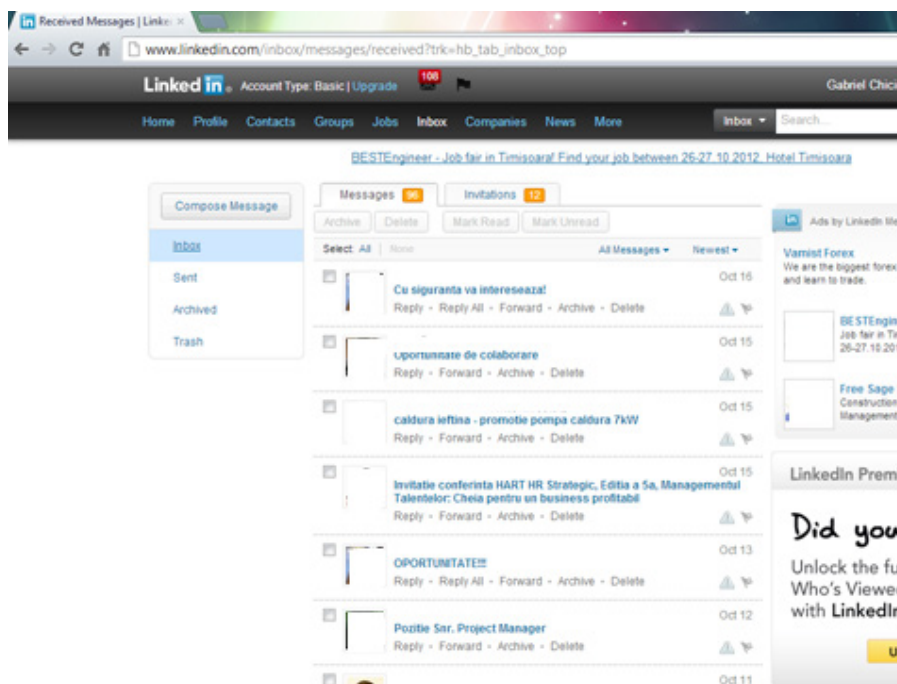 Received Messages | Linke
www.linkedin.com/inbox/messages/received?trk=hb_tab_inbox_top
Linked in. Account Type: Basic | Upgrade 108 Gabriel Chici
Home Profile Contacts Groups Jobs Inbox Companies News More Inbox Search...
BESTEngineer - Job fair in Timisoara! Find your job between 26-27.10.2012. Hotel Timisoara
Compose Message
Inbox
Sent
Archived
Trash
Messages 96 Invitations 12
Archive Delete Mark Read Mark Unread
Select: All | None All Messages Newest
Oct 16
Cu siguranta va intereseaza!
Reply - Reply All - Forward - Archive - Delete
Oct 15
Oportunitate de colaborare
Reply - Forward - Archive - Delete
Oct 15
caldura ieftina - promotie pompa caldura 7kW
Reply - Forward - Archive - Delete
Oct 15
Invitatie conferinta HART HR Strategic, Editia a 5a, Managementul
Talentelor: Cheia pentru un business profitabil
Reply - Forward - Archive - Delete
Oct 13
OPORTUNITATE!!!
Reply - Reply All - Forward - Archive - Delete
Oct 12
Pozitie Snr. Project Manager
Reply - Forward - Archive - Delete
Oct 11
in Ads by LinkedIn Me
Vamist Forex
We are the biggest forex
and learn to trade.
BESTEngin
Job fair in Ti
26-27.10.20
Free Sage
Construction
Management
LinkedIn Prem
Did you
Unlock the fu
Who's Viewe
with LinkedIn
U